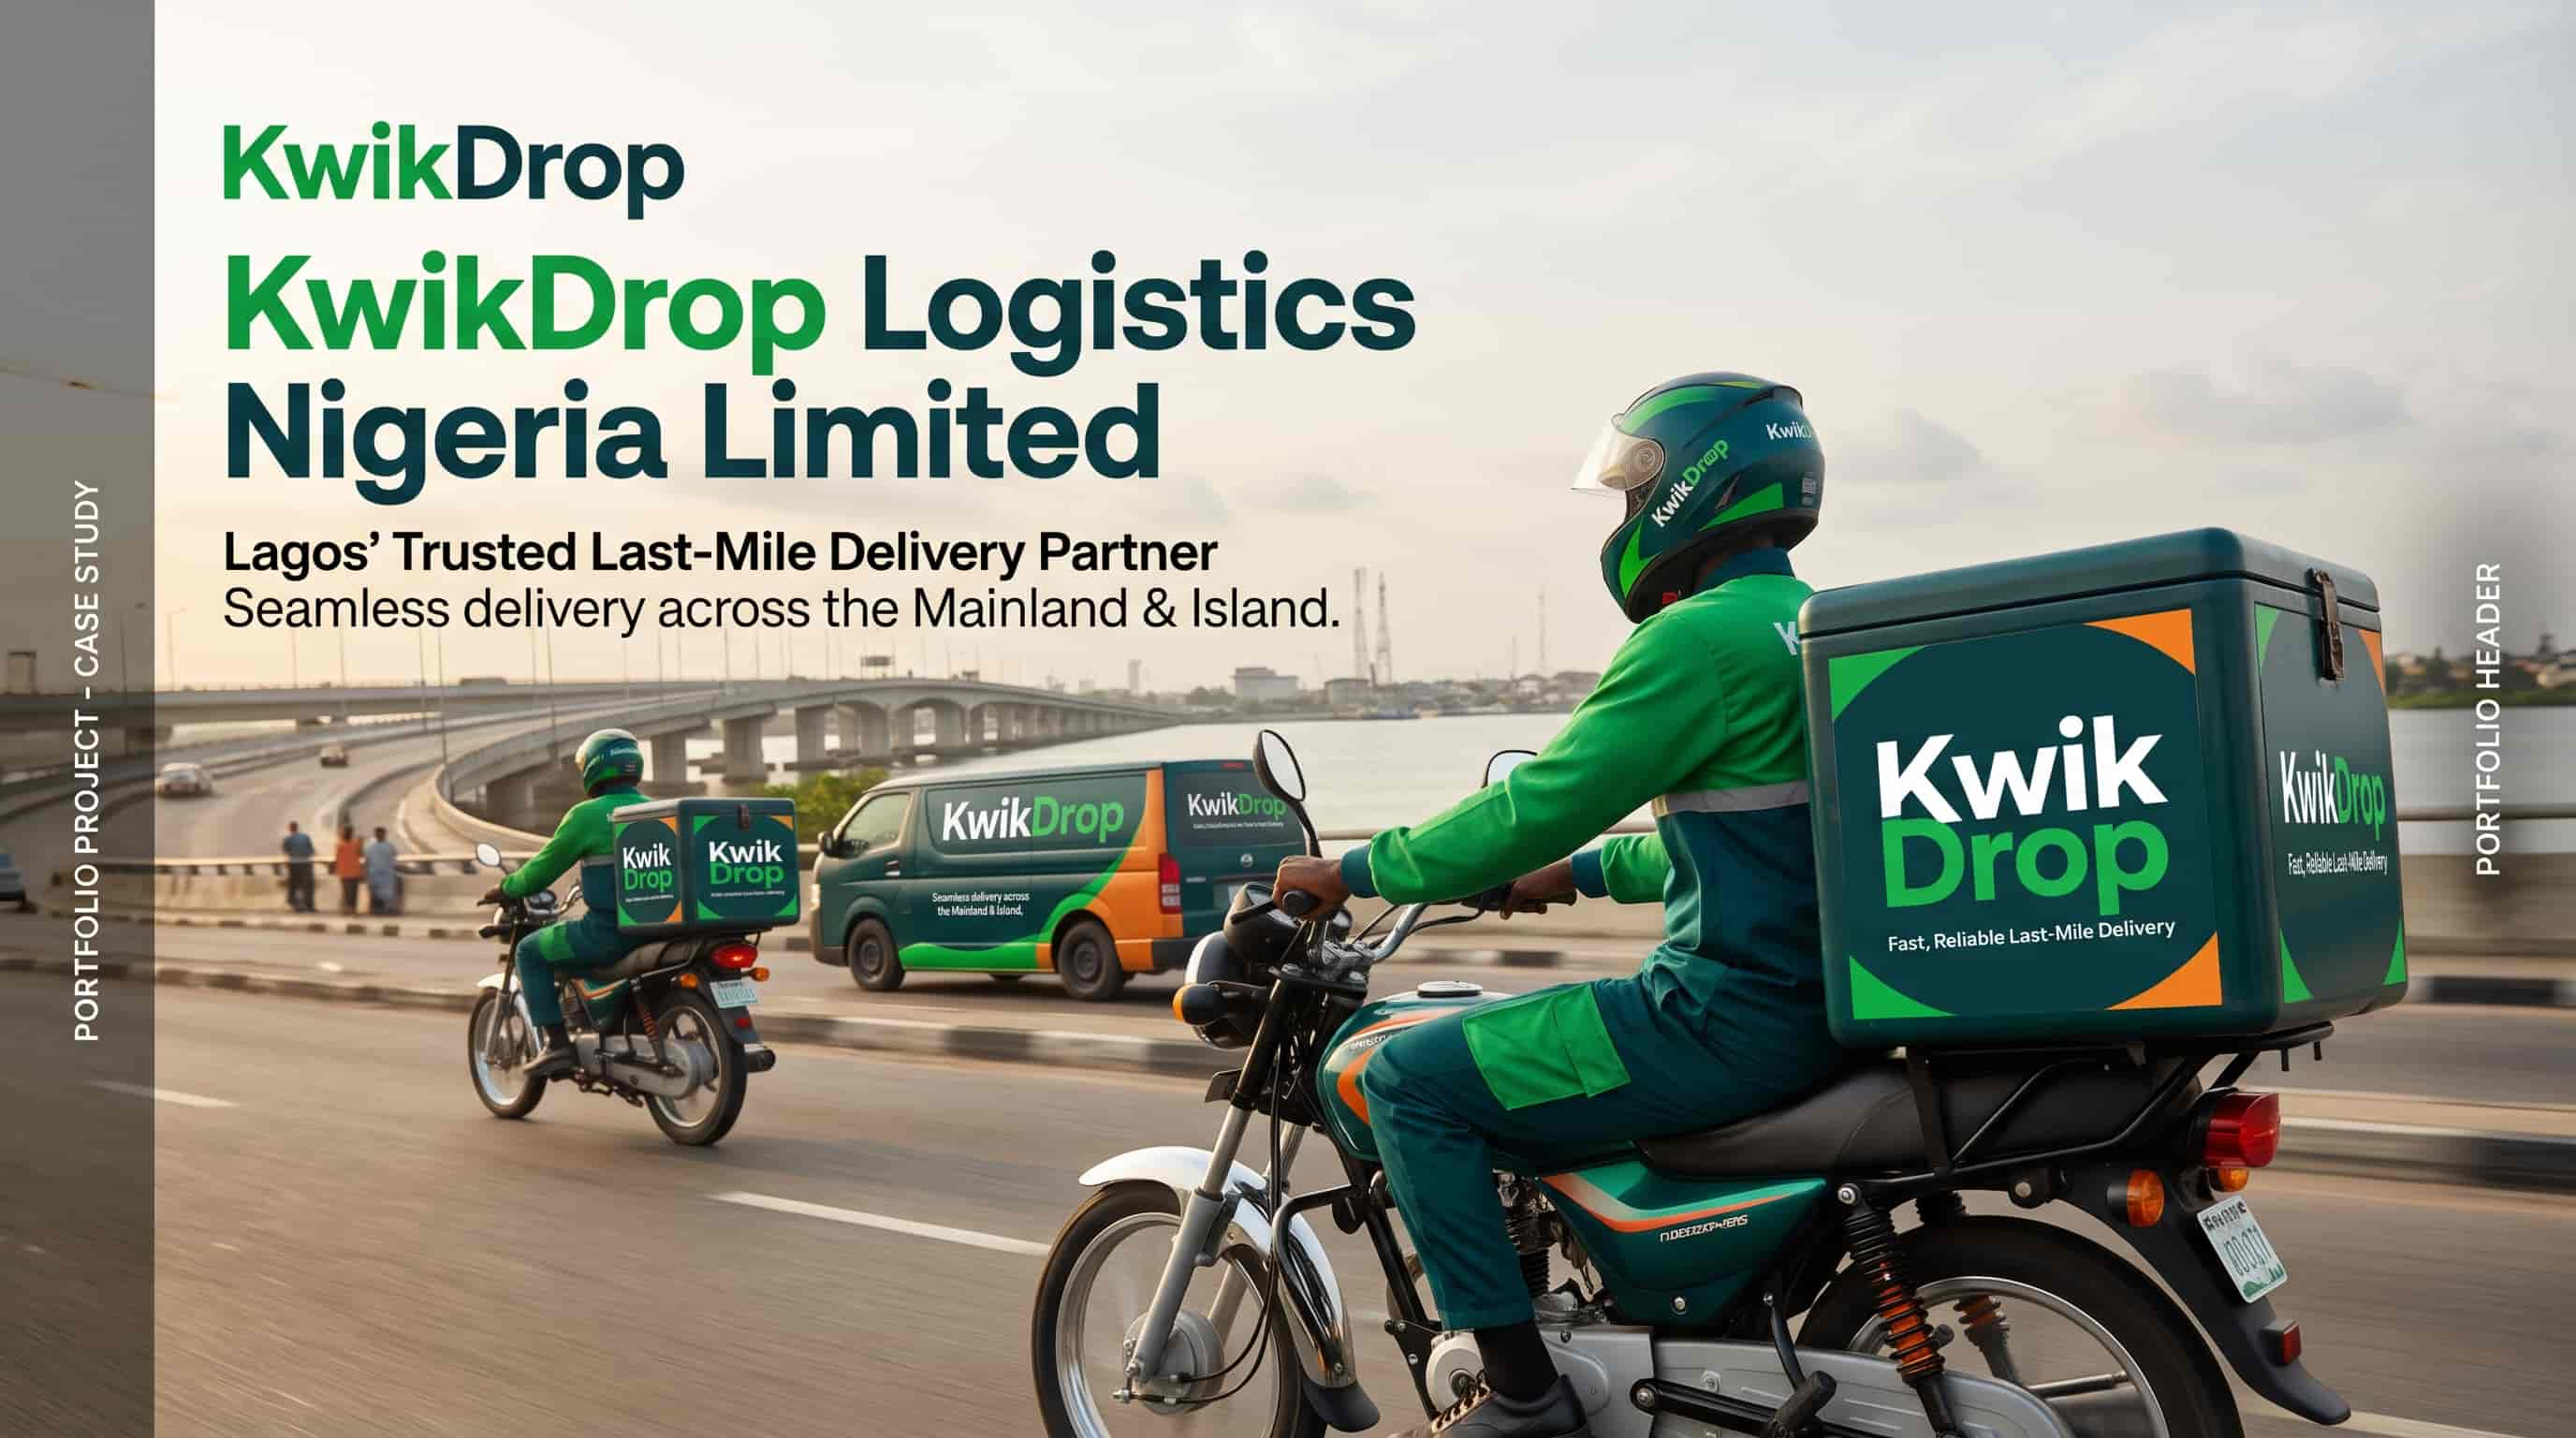 PORTFOLIO PROJECT - CASE STUDY
KwikDrop
KwikDrop Logistics
Nigeria Limited
Lagos’ Trusted Last-Mile Delivery Partner
Seamless delivery across the Mainland & Island.
KwikDrop
Kwik
Kwik
Drop
Kwik
Drop
KwikDrop
KwikDrop
Seamless delivery across
the Mainland & Island,
Kwik
Drop
Fast, Reliable Last-Mile Delivery
KwikDrop
Fast, Reliable Last-Mile Delivery
PORTFOLIO HEADER